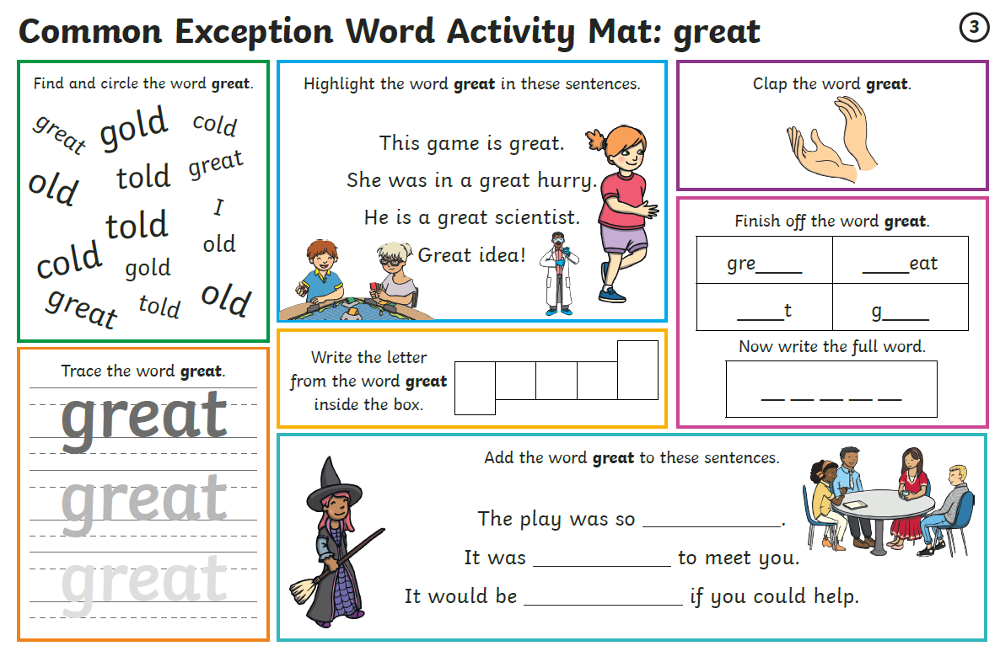 Common Exception Word Activity Mat: great
3
Find and circle the word great.
great
gold
cold
old
told
great
told
I
cold
gold
old
great
told
old
Highlight the word great in these sentences.
This game is great.
She was in a great hurry.
He is a great scientist.
Great idea!
Clap the word great.
Finish off the word great.
gre_____
_____eat
_____t
g_____
Now write the full word.
__ __ __ __ __
Trace the word great.
great
great
great
Write the letter
from the word great
inside the box.
Add the word great to these sentences.
The play was so _____________.
It was _____________ to meet you.
It would be _______________ if you could help.